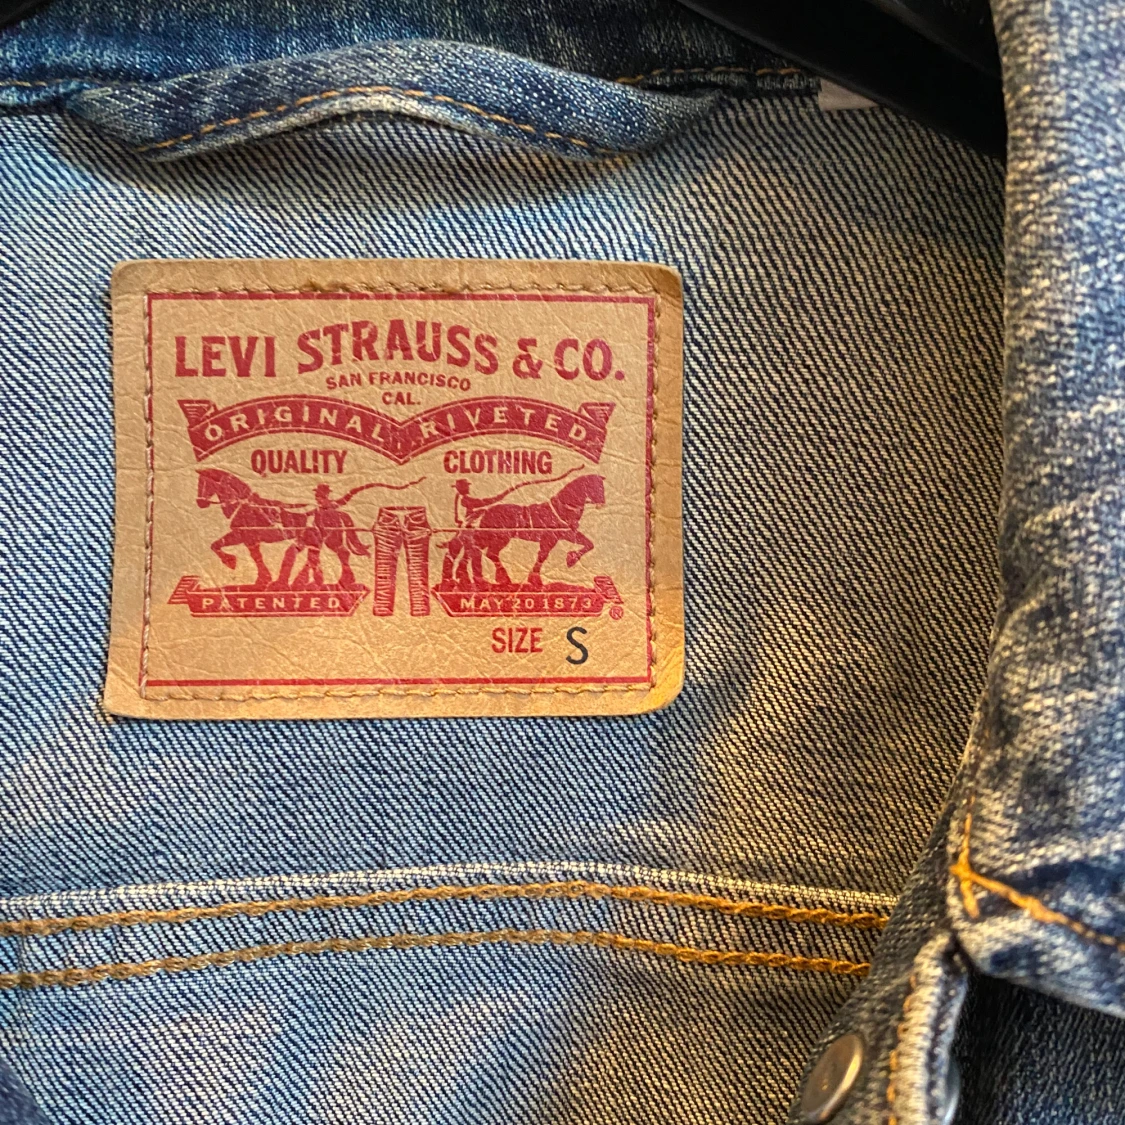 LEVI STRAUSS & CO.
SAN FRANCISCO
CAL.
ORIGINAL RIVETED
QUALITY CLOTHING
PATENTED MAY 20 1873 ®
SIZE S